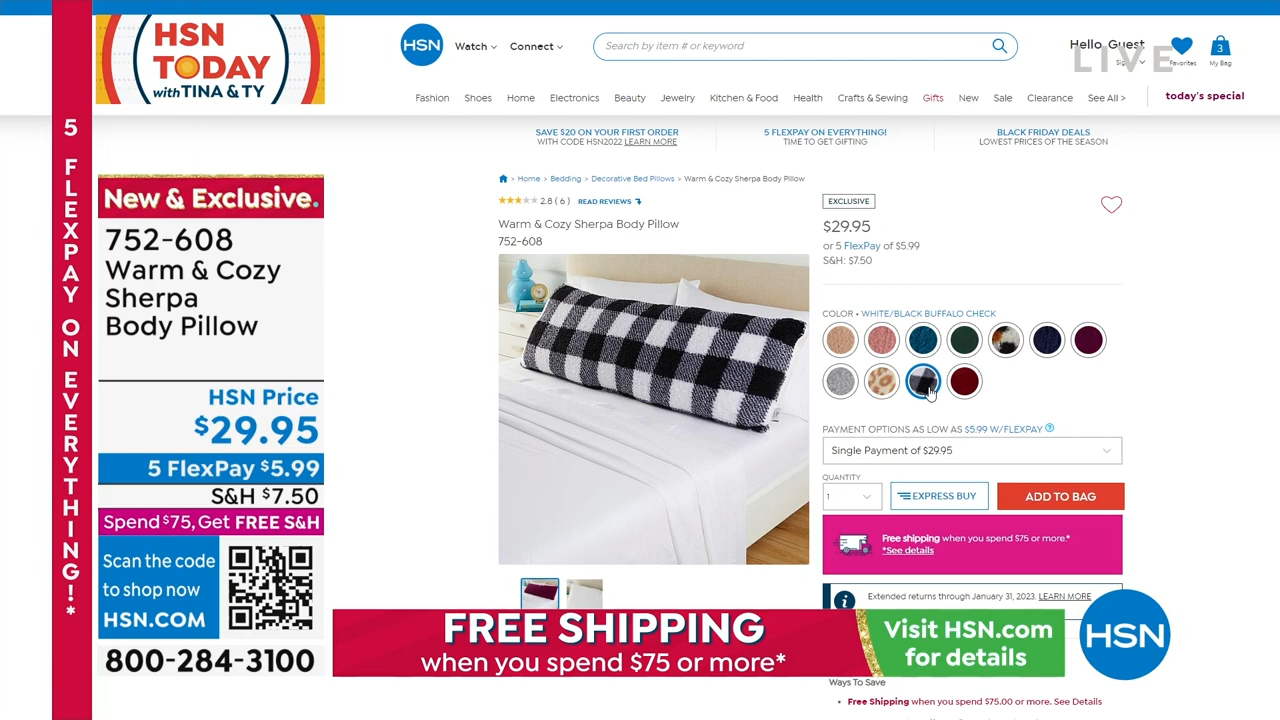 5 FLEXPAY ON EVERYTHING!*
HSN
TODAY
with TINA & TY
New & Exclusive.
752-608
Warm & Cozy
Sherpa
Body Pillow
HSN Price
$29.95
5 FlexPay $5.99
S&H $7.50
Spend $75, Get FREE S&H
Scan the code
to shop now
HSN.COM
800-284-3100
HSN
Watch
Connect
Search by item # or keyword
Hello, Guest
LIVE
Favorites
3
My Bag
Fashion Shoes Home Electronics Beauty Jewelry Kitchen & Food Health Crafts & Sewing Gifts New Sale Clearance See All >
today's special
SAVE $20 ON YOUR FIRST ORDER
WITH CODE HSN2022 LEARN MORE
5 FLEXPAY ON EVERYTHING!
TIME TO GET GIFTING
BLACK FRIDAY DEALS
LOWEST PRICES OF THE SEASON
> Home > Bedding > Decorative Bed Pillows > Warm & Cozy Sherpa Body Pillow
2.8 ( 6 ) READ REVIEWS
Warm & Cozy Sherpa Body Pillow
752-608
EXCLUSIVE
$29.95
or 5 FlexPay of $5.99
S&H: $7.50
COLOR • WHITE/BLACK BUFFALO CHECK
PAYMENT OPTIONS AS LOW AS $5.99 W/FLEXPAY ?
Single Payment of $29.95
QUANTITY
1
EXPRESS BUY
ADD TO BAG
Free shipping when you spend $75 or more.*
*See details
Extended returns through January 31, 2023. LEARN MORE
FREE SHIPPING
when you spend $75 or more*
Visit HSN.com
for details
HSN
Ways To Save
• Free Shipping when you spend $75.00 or more. See Details